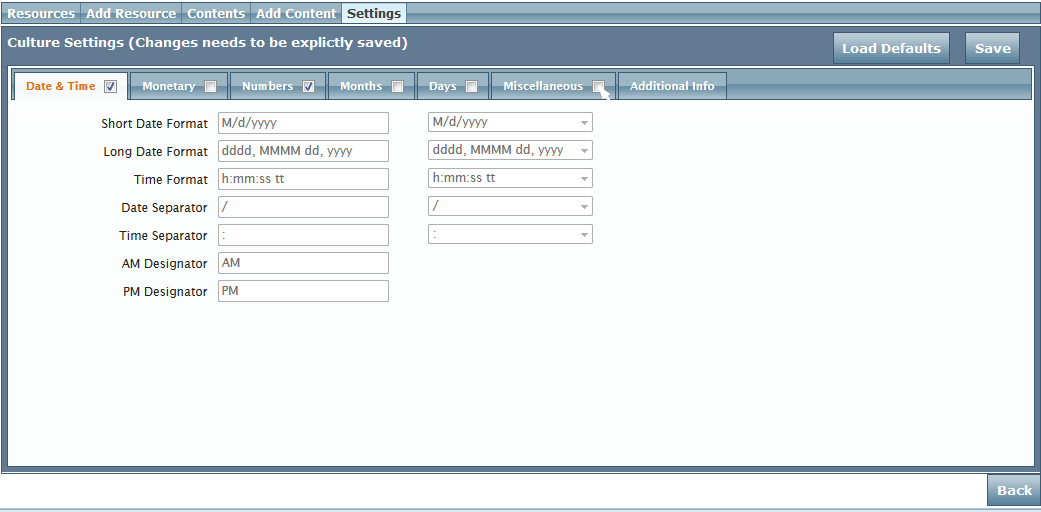 Resources Add Resource Contents Add Content Settings
Culture Settings (Changes needs to be explictly saved)
Load Defaults Save
Date & Time Monetary Numbers Months Days Miscellaneous Additional Info
Short Date Format M/d/yyyy M/d/yyyy
Long Date Format dddd, MMMM dd, yyyy dddd, MMMM dd, yyyy
Time Format h:mm:ss tt h:mm:ss tt
Date Separator / /
Time Separator : :
AM Designator AM
PM Designator PM
Back